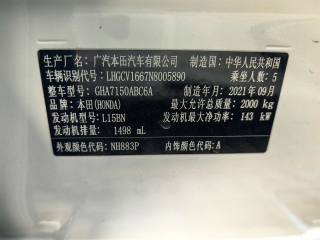 生产厂名: 广汽本田汽车有限公司 制造国: 中华人民共和国
车辆识别代号: LHGCV1667N8005890 乘坐人数: 5
整车型号: GHA7150ABC6A 制造年月: 2021年09月
品牌: 本田(HONDA) 最大允许总质量: 2000 kg
发动机型号: L15BN 发动机最大净功率: 143 kW
发动机排量: 1498 mL
外观颜色代码: NH883P 内饰颜色代码: A